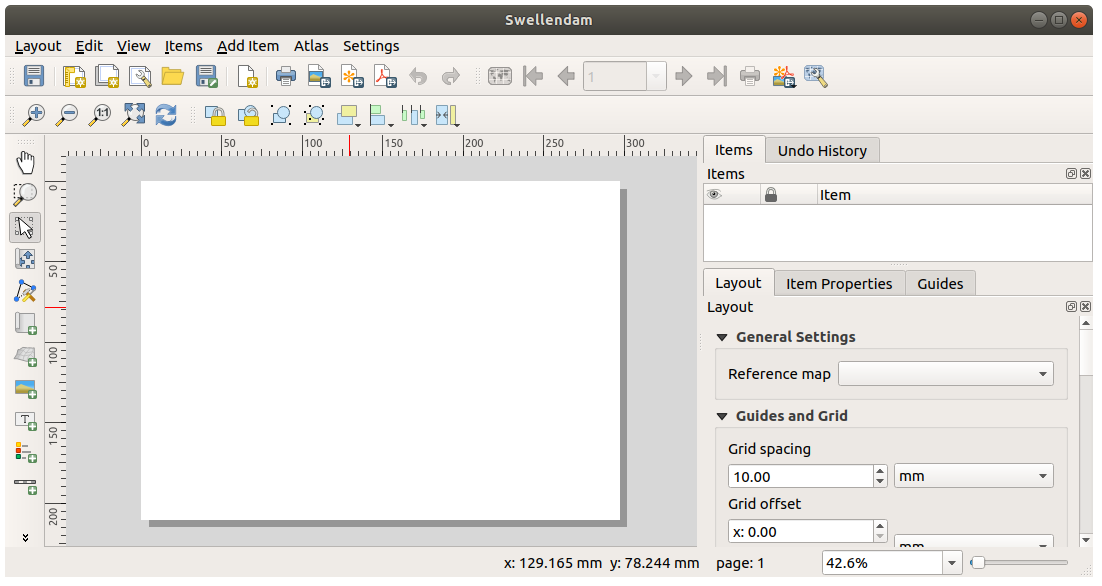 Swellendam
Layout Edit View Items Add Item Atlas Settings
1
1:1
0 50 100 150 200 250 300
Items Undo History
Items
Item
Layout Item Properties Guides
Layout
General Settings
Reference map
Guides and Grid
Grid spacing
10.00 mm
Grid offset
x: 0.00
mm
0
50
100
150
200
T
x: 129.165 mm y: 78.244 mm page: 1 42.6%